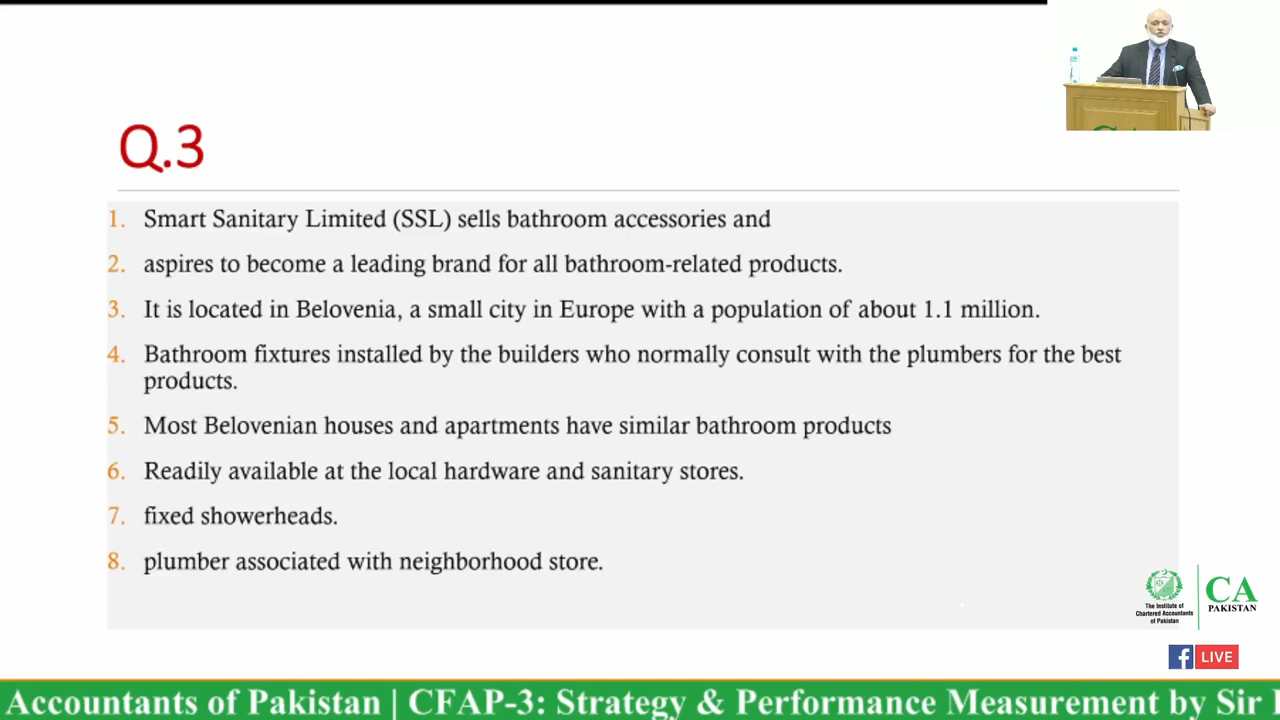 Q.3
1. Smart Sanitary Limited (SSL) sells bathroom accessories and
2. aspires to become a leading brand for all bathroom-related products.
3. It is located in Belovenia, a small city in Europe with a population of about 1.1 million.
4. Bathroom fixtures installed by the builders who normally consult with the plumbers for the best
products.
5. Most Belovenian houses and apartments have similar bathroom products
6. Readily available at the local hardware and sanitary stores.
7. fixed showerheads.
8. plumber associated with neighborhood store.
The Institute of
Chartered Accountants
of Pakistan
CA
PAKISTAN
f LIVE
Accountants of Pakistan | CFAP-3: Strategy & Performance Measurement by Sir